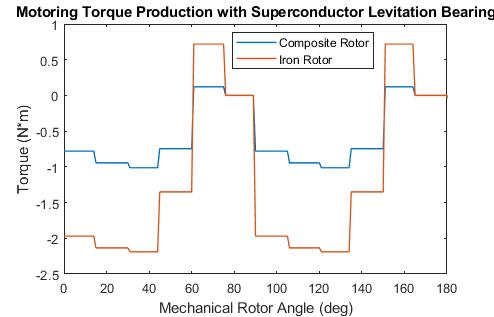 Motoring Torque Production with Superconductor Levitation Bearing
1
0.5
0
-0.5
-1
-1.5
-2
-2.5
Torque (N*m)
Composite Rotor
Iron Rotor
0 20 40 60 80 100 120 140 160 180
Mechanical Rotor Angle (deg)